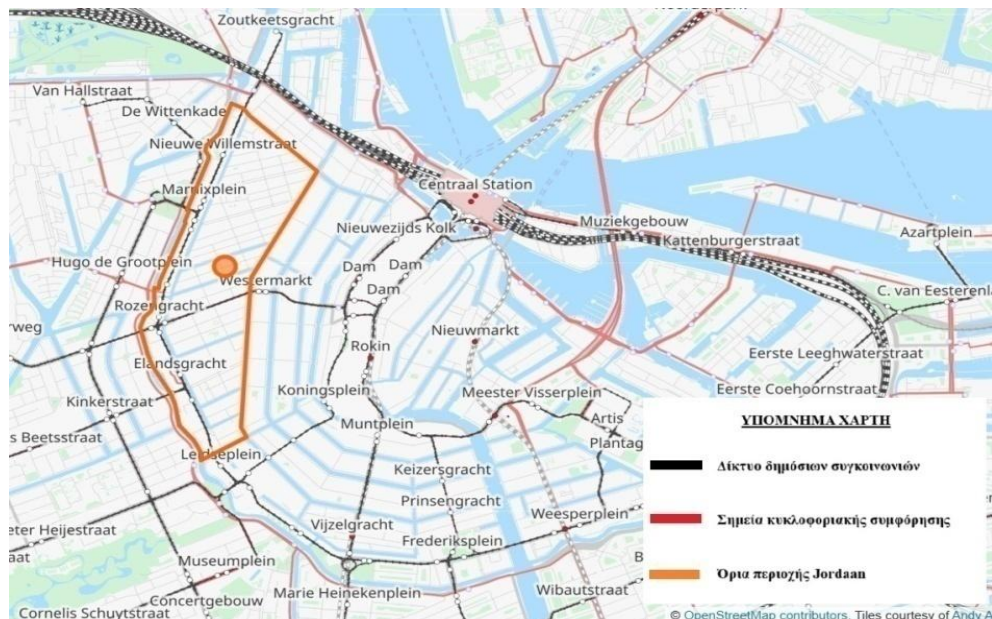 Zoutkeetsgracht
Van Hallstraat
De Wittenkade
Nieuwe Willemstraat
Marnixplein
Centraal Station
Nieuwezijds Kolk
Muziekgebouw
Kattenburgerstraat
Azartplein
Hugo de Grootplein
Dam
Dam
Westermarkt
Dam
C. van Eesterenla
Rozengracht
erweg
Nieuwmarkt
Rokin
Eerste Leeghwaterstraat
Elandsgracht
Koningsplein
Meester Visserplein
Eerste Coehoornstraat
Kinkerstraat
Artis
Muntplein
Plantag
s Beetsstraat
Leidseplein
Keizersgracht
Prinsengracht
Weesperplein
Vijzelgracht
eter Heijestraat
Frederiksplein
aat
Museumplein
Concertgebouw
Marie Heinekenplein
Wibautstraat
Cornelis Schuytstraat
B
ΥΠΟΜΝΗΜΑ ΧΑΡΤΗ
Δίκτυο δημόσιων συγκοινωνιών
Σημεία κυκλοφοριακής συμφόρησης
Όρια περιοχής Jordaan
© OpenStreetMap contributors. Tiles courtesy of Andy A